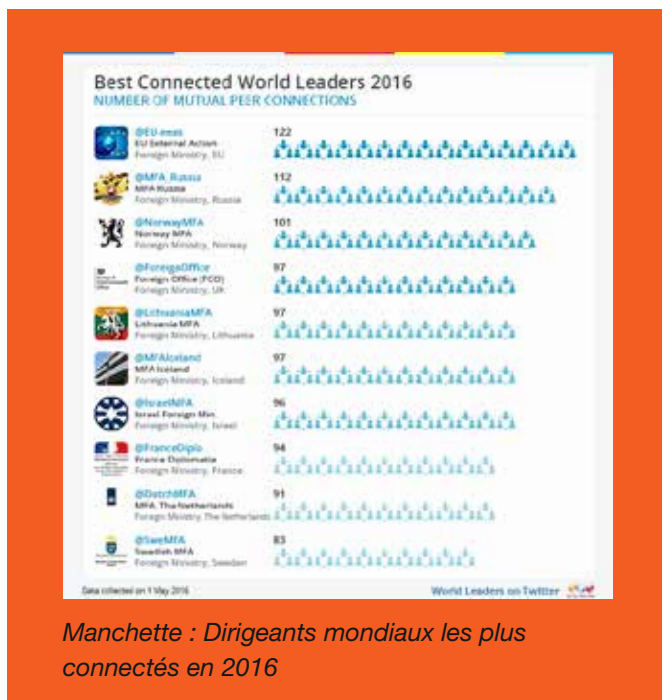 Best Connected World Leaders 2016
NUMBER OF MUTUAL PEER CONNECTIONS
@EU-eeas
EU External Action
Foreign Ministry, EU
122
@MFA_Russia
MFA Russia
Foreign Ministry, Russia
112
@NorwayMFA
Norway MFA
Foreign Ministry, Norway
101
@ForeignOffice
Foreign Office (FCO)
Foreign Ministry, UK
97
@LithuaniaMFA
Lithuania MFA
Foreign Ministry, Lithuania
97
@MFAIceland
MFA Iceland
Foreign Ministry, Iceland
97
@IsraelMFA
Israel Foreign Min.
Foreign Ministry, Israel
96
@FranceDiplo
France Diplomatie
Foreign Ministry, France
94
@DutchMFA
MFA The Netherlands
Foreign Ministry, The Netherlands
91
@SweMFA
Swedish MFA
Foreign Ministry, Sweden
83
Data collected on 1 May 2016
World Leaders on Twitter
Manchette : Dirigeants mondiaux les plus
connectés en 2016